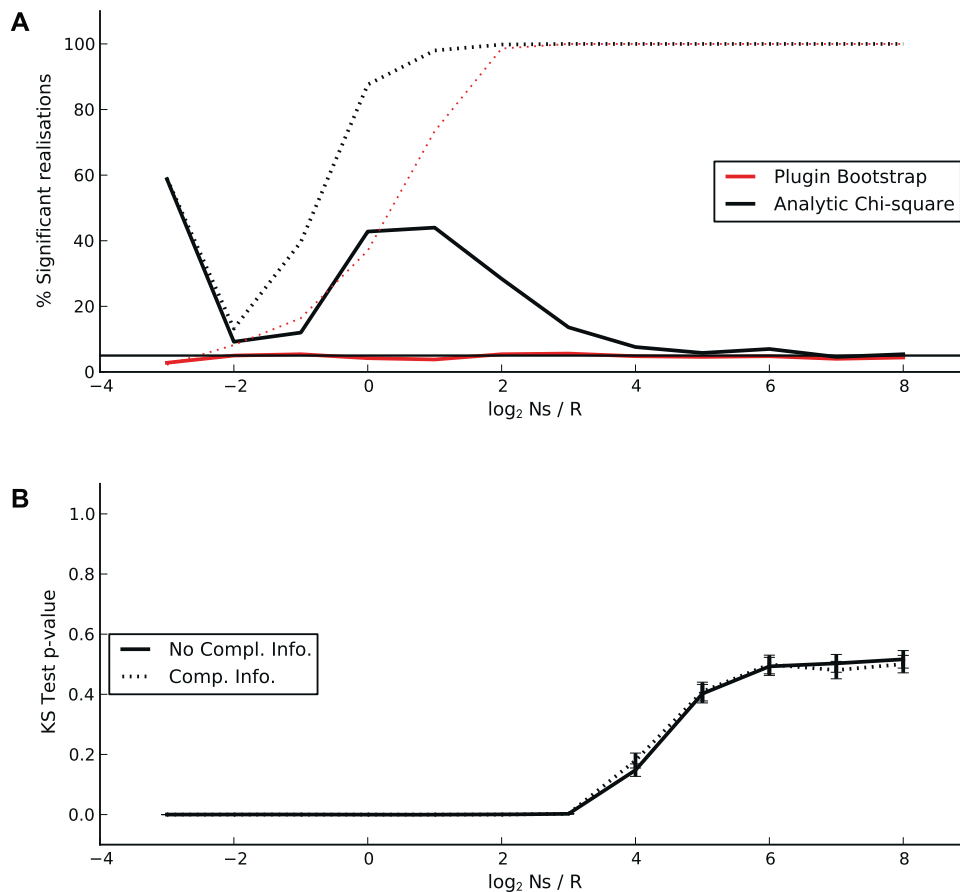 A
100
80
60
40
20
0
% Significant realisations
Plugin Bootstrap
Analytic Chi-square
−4 −2 0 2 4 6 8
log₂ Ns / R
B
1.0
0.8
0.6
0.4
0.2
0.0
KS Test p-value
No Compl. Info.
Comp. Info.
−4 −2 0 2 4 6 8
log₂ Ns / R